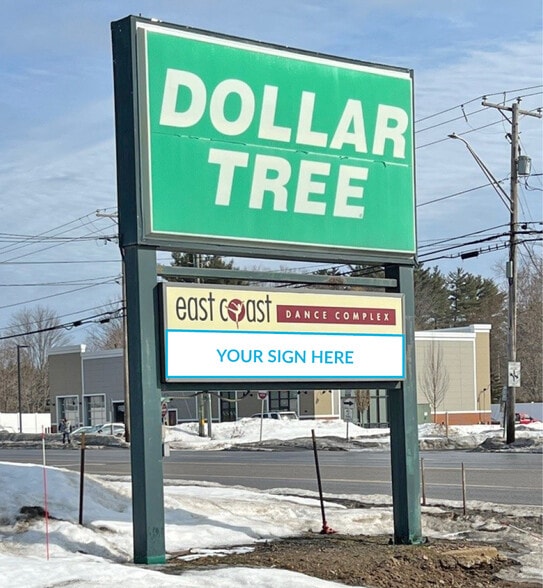 DOLLAR
TREE
east coast DANCE COMPLEX
YOUR SIGN HERE